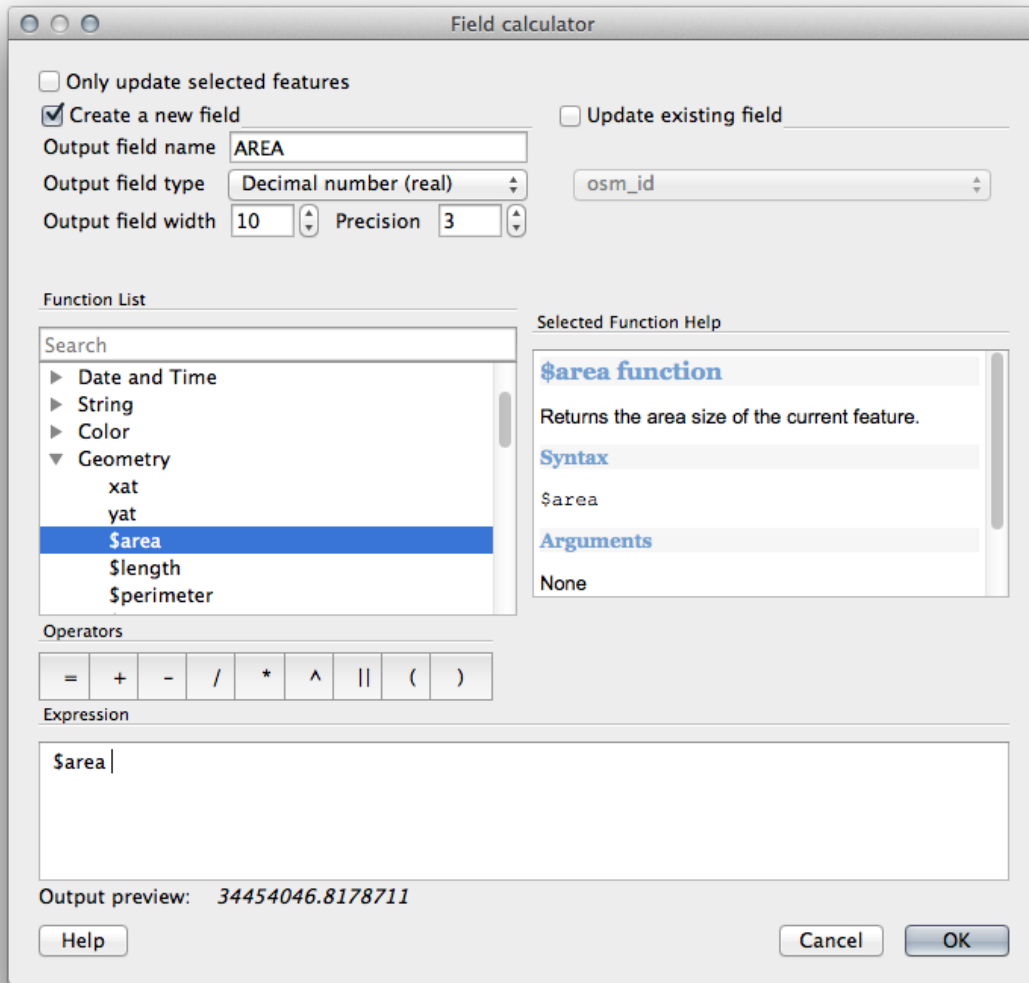 Field calculator
Only update selected features
Create a new field
Update existing field
Output field name AREA
Output field type Decimal number (real) osm_id
Output field width 10 Precision 3
Function List
Selected Function Help
Search
Date and Time
String
Color
Geometry
xat
yat
$area
$length
$perimeter
$area function
Returns the area size of the current feature.
Syntax
$area
Arguments
None
Operators
= + - / * ^ || ( )
Expression
$area
Output preview: 34454046.8178711
Help Cancel OK